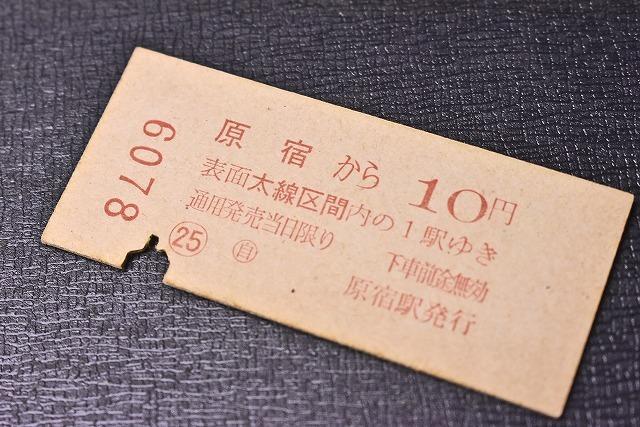 6078
原宿から 10円
表面太線区間内の1駅ゆき
通用発売当日限り
下車前途無効
㉕ 自
原宿駅発行